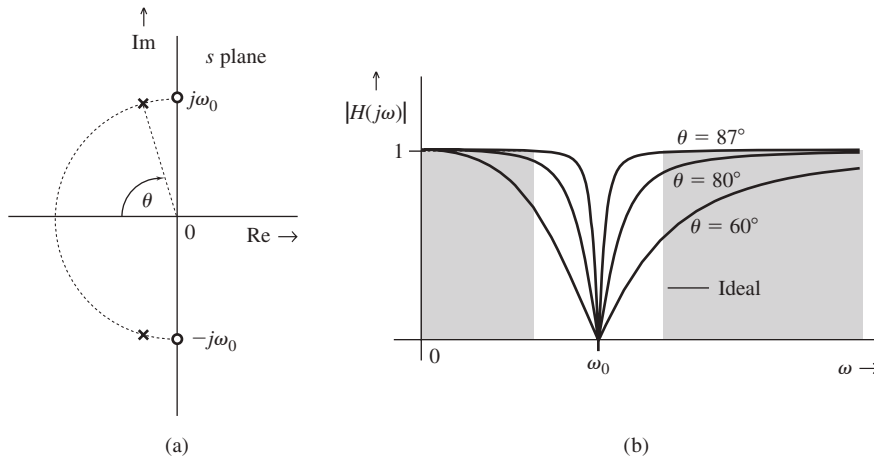 Im
s plane
jω₀
θ
0
Re →
−jω₀
(a)
|H(jω)|
1
θ = 87°
θ = 80°
θ = 60°
Ideal
0
ω₀
ω →
(b)